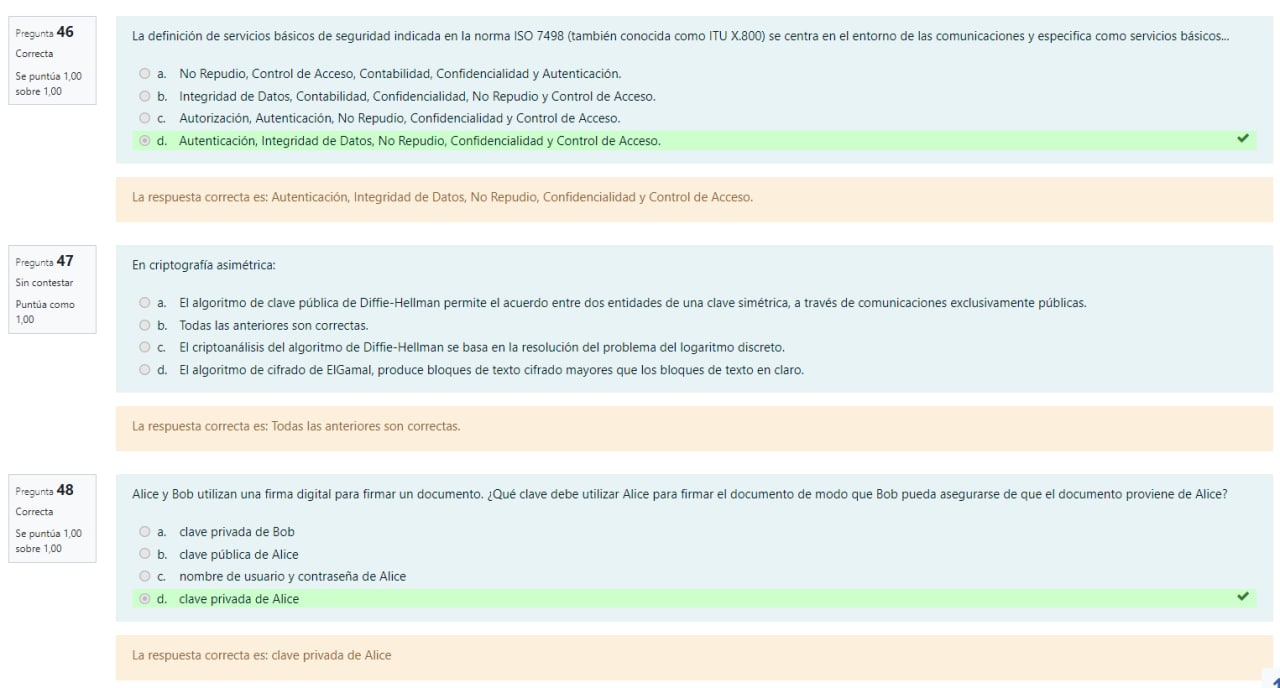 Pregunta 46
Correcta
Se puntúa 1,00
sobre 1,00
La definición de servicios básicos de seguridad indicada en la norma ISO 7498 (también conocida como ITU X.800) se centra en el entorno de las comunicaciones y especifica como servicios básicos...
a. No Repudio, Control de Acceso, Contabilidad, Confidencialidad y Autenticación.
b. Integridad de Datos, Contabilidad, Confidencialidad, No Repudio y Control de Acceso.
c. Autorización, Autenticación, No Repudio, Confidencialidad y Control de Acceso.
d. Autenticación, Integridad de Datos, No Repudio, Confidencialidad y Control de Acceso.
La respuesta correcta es: Autenticación, Integridad de Datos, No Repudio, Confidencialidad y Control de Acceso.
Pregunta 47
Sin contestar
Puntúa como
1,00
En criptografía asimétrica:
a. El algoritmo de clave pública de Diffie-Hellman permite el acuerdo entre dos entidades de una clave simétrica, a través de comunicaciones exclusivamente públicas.
b. Todas las anteriores son correctas.
c. El criptoanálisis del algoritmo de Diffie-Hellman se basa en la resolución del problema del logaritmo discreto.
d. El algoritmo de cifrado de ElGamal, produce bloques de texto cifrado mayores que los bloques de texto en claro.
La respuesta correcta es: Todas las anteriores son correctas.
Pregunta 48
Correcta
Se puntúa 1,00
sobre 1,00
Alice y Bob utilizan una firma digital para firmar un documento. ¿Qué clave debe utilizar Alice para firmar el documento de modo que Bob pueda asegurarse de que el documento proviene de Alice?
a. clave privada de Bob
b. clave pública de Alice
c. nombre de usuario y contraseña de Alice
d. clave privada de Alice
La respuesta correcta es: clave privada de Alice